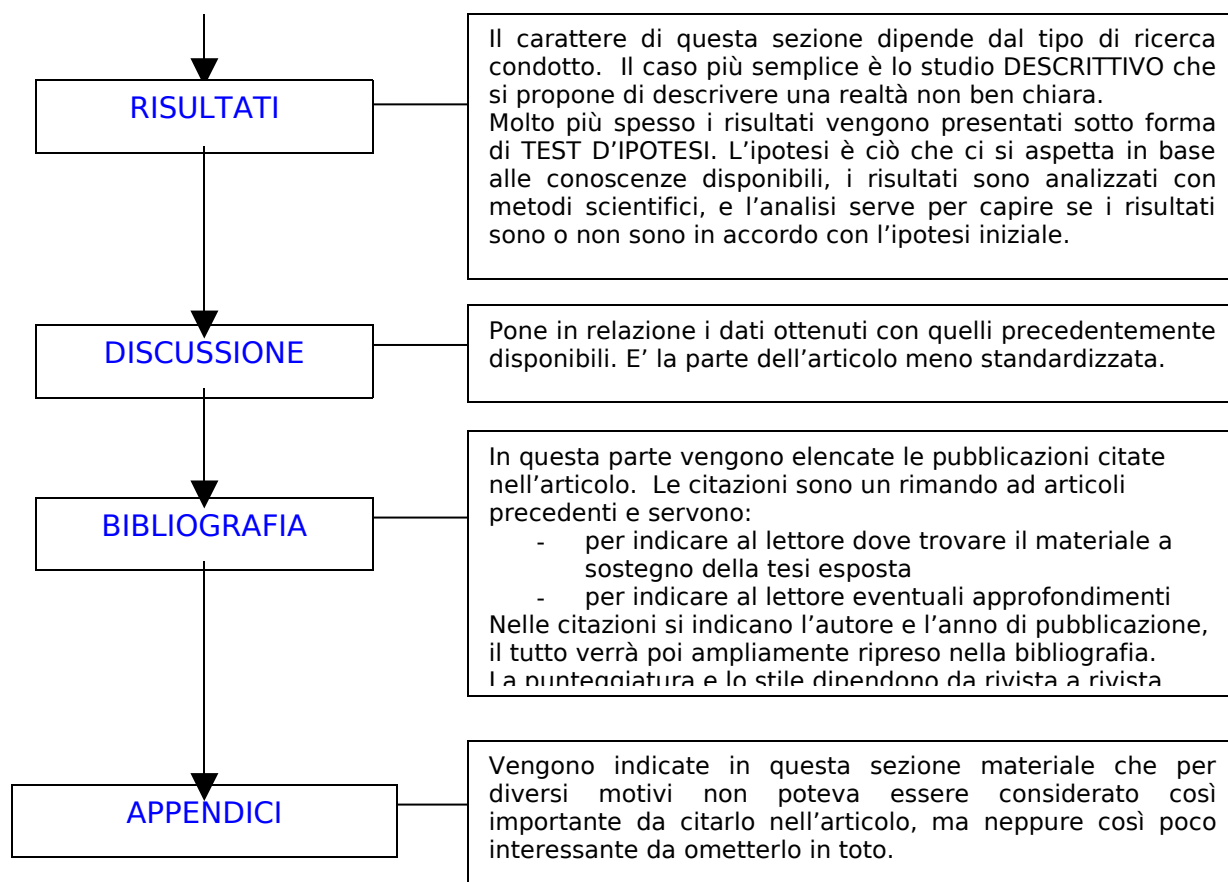 RISULTATI
Il carattere di questa sezione dipende dal tipo di ricerca
condotto. Il caso più semplice è lo studio DESCRITTIVO che
si propone di descrivere una realtà non ben chiara.
Molto più spesso i risultati vengono presentati sotto forma
di TEST D'IPOTESI. L'ipotesi è ciò che ci si aspetta in base
alle conoscenze disponibili, i risultati sono analizzati con
metodi scientifici, e l'analisi serve per capire se i risultati
sono o non sono in accordo con l'ipotesi iniziale.
DISCUSSIONE
Pone in relazione i dati ottenuti con quelli precedentemente
disponibili. E' la parte dell'articolo meno standardizzata.
BIBLIOGRAFIA
In questa parte vengono elencate le pubblicazioni citate
nell'articolo. Le citazioni sono un rimando ad articoli
precedenti e servono:
- per indicare al lettore dove trovare il materiale a
sostegno della tesi esposta
- per indicare al lettore eventuali approfondimenti
Nelle citazioni si indicano l'autore e l'anno di pubblicazione,
il tutto verrà poi ampliamente ripreso nella bibliografia.
La punteggiatura e lo stile dipendono da rivista a rivista
APPENDICI
Vengono indicate in questa sezione materiale che per
diversi motivi non poteva essere considerato così
importante da citarlo nell'articolo, ma neppure così poco
interessante da ometterlo in toto.